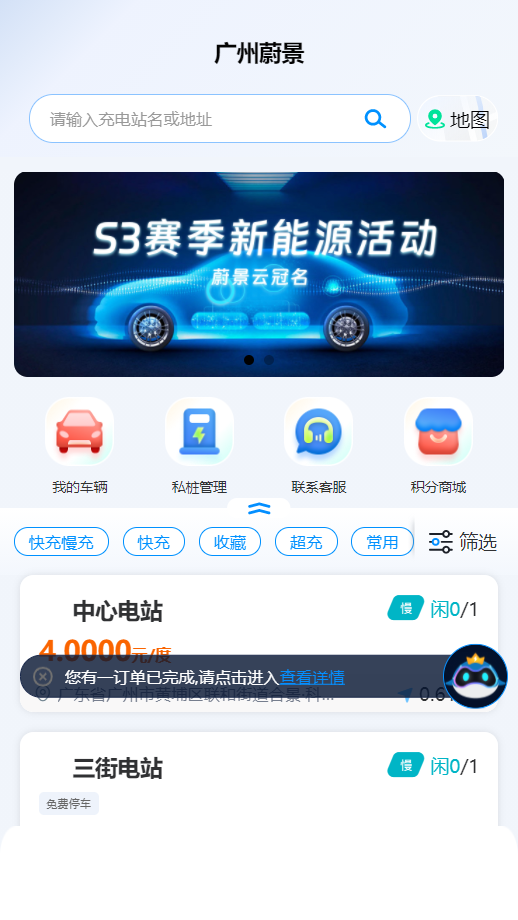 广州蔚景
请输入充电站名或地址
地图
S3赛季新能源活动
蔚景云冠名
我的车辆 私桩管理 联系客服 积分商城
快充慢充 快充 收藏 超充 常用 筛选
中心电站 慢 闲0/1
4.0000元/度
您有一订单已完成,请点击进入查看详情
广东省广州市黄埔区联和街道合景·科... 0.6
三街电站 慢 闲0/1
免费停车